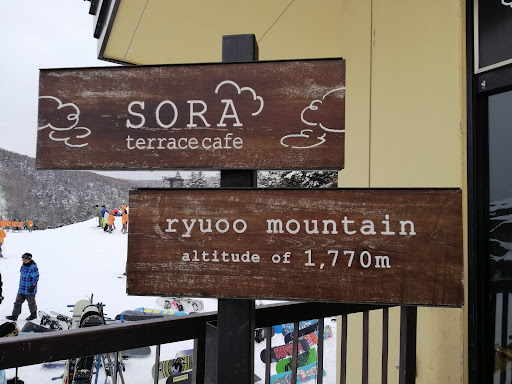 SORA
terrace cafe
ryuoo mountain
altitude of 1,770m